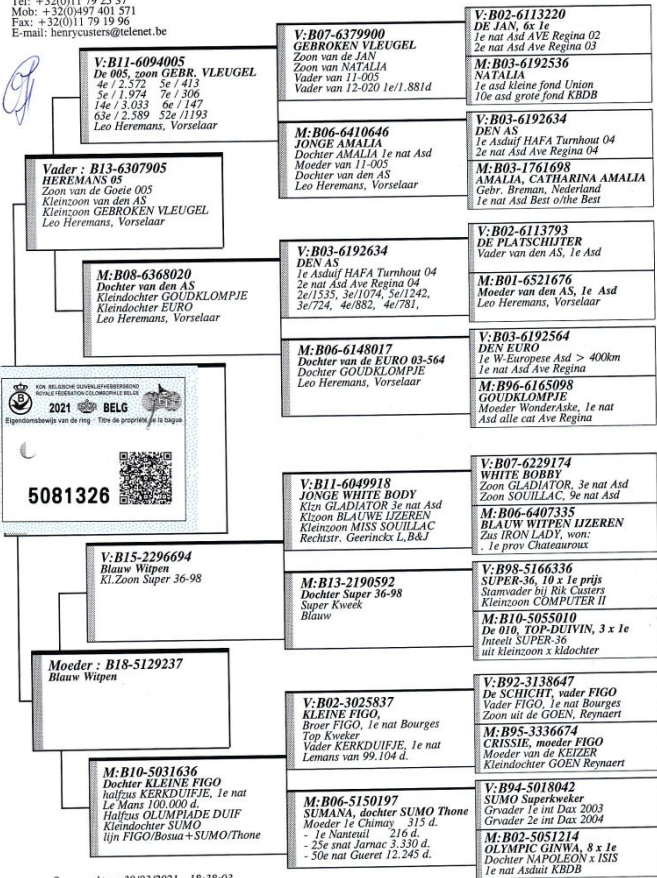 Tel: +32(0)11 79 25 37
Mob: +32(0)497 401 571
Fax: +32(0)11 79 19 96
E-mail: henrycusters@telenet.be
V:B11-6094005
De 005, zoon GEBR. VLEUGEL
4e / 2.572 5e / 413
5e / 1.974 7e / 306
14e / 3.033 6e / 147
63e / 2.589 52e /1193
Leo Heremans, Vorselaar
Vader : B13-6307905
HEREMANS 05
Zoon van de Goeie 005
Kleinzoon van den AS
Kleinzoon GEBROKEN VLEUGEL
Leo Heremans, Vorselaar
M:B08-6368020
Dochter van den AS
Kleindochter GOUDKLOMPJE
Kleindochter EURO
Leo Heremans, Vorselaar
KON. BELGISCHE DUIVENLIEFHEBBERSBOND
ROYALE FÉDÉRATION COLOMBOPHILE BELGE
2021 BELG
Eigendomsbewijs van de ring - Titre de propriété de la bague
5081326
V:B15-2296694
Blauw Witpen
Kl.Zoon Super 36-98
Moeder : B18-5129237
Blauw Witpen
M:B10-5031636
Dochter KLEINE FIGO
halfzus KERKDUIFJE, 1e nat
Le Mans 100.000 d.
Halfzus OLUMPIADE DUIF
Kleindochter SUMO
lijn FIGO/Bosua+SUMO/Thone
V:B07-6379900
GEBROKEN VLEUGEL
Zoon van de JAN
Zoon van NATALIA
Vader van 11-005
Vader van 12-020 1e/1.881d
M:B06-6410646
JONGE AMALIA
Dochter AMALIA 1e nat Asd
Moeder van 11-005
Dochter van den AS
Leo Heremans, Vorselaar
V:B03-6192634
DEN AS
1e Asduif HAFA Turnhout 04
2e nat Asd Ave Regina 04
2e/1535, 3e/1074, 5e/1242,
3e/724, 4e/882, 4e/781,
M:B06-6148017
Dochter van de EURO 03-564
Dochter GOUDKLOMPJE
Leo Heremans, Vorselaar
V:B11-6049918
JONGE WHITE BODY
Klzn GLADIATOR 3e nat Asd
Klzoon BLAUWE IJZEREN
Kleinzoon MISS SOUILLAC
Rechtstr. Geerinckx L,B&J
M:B13-2190592
Dochter Super 36-98
Super Kweek
Blauw
V:B02-3025837
KLEINE FIGO,
Broer FIGO, 1e nat Bourges
Top Kweker
Vader KERKDUIFJE, 1e nat
Lemans van 99.104 d.
M:B06-5150197
SUMANA, dochter SUMO Thone
Moeder 1e Chimay 315 d.
- 1e Nanteuil 216 d.
- 25e snat Jarnac 3.330 d.
- 50e nat Gueret 12.245 d.
V:B02-6113220
DE JAN, 6x 1e
1e nat Asd AVE Regina 02
2e nat Asd Ave Regina 03
M:B03-6192536
NATALIA
1e asd kleine fond Union
10e asd grote fond KBDB
V:B03-6192634
DEN AS
1e Asduif HAFA Turnhout 04
2e nat Asd Ave Regina 04
M:B03-1761698
AMALIA, CATHARINA AMALIA
Gebr. Breman, Nederland
1e nat Asd Best o/the Best
V:B02-6113793
DE PLATSCHIJTER
Vader van den AS, 1e Asd
M:B01-6521676
Moeder van den AS, 1e Asd
Leo Heremans, Vorselaar
V:B03-6192564
DEN EURO
1e W-Europese Asd > 400km
1e nat Asd Ave Regina
M:B96-6165098
GOUDKLOMPJE
Moeder WonderAske, 1e nat
Asd alle cat Ave Regina
V:B07-6229174
WHITE BOBBY
Zoon GLADIATOR, 3e nat Asd
Zoon SOUILLAC, 9e nat Asd
M:B06-6407335
BLAUW WITPEN IJZEREN
Zus IRON LADY, won:
. 1e prov Chateauroux
V:B98-5166336
SUPER-36, 10 x 1e prijs
Stamvader bij Rik Custers
Kleinzoon COMPUTER II
M:B10-5055010
De 010, TOP-DUIVIN, 3 x 1e
Inteelt SUPER-36
uit kleinzoon x kldochter
V:B92-3138647
De SCHICHT, vader FIGO
Vader FIGO, 1e nat Bourges
Zoon uit de GOEN, Reynaert
M:B95-3336674
CRISSIE, moeder FIGO
Moeder van de KEIZER
Kleindochter GOEN Reynaert
V:B94-5018042
SUMO Superkweker
Grvader 1e int Dax 2003
Grvader 2e int Dax 2004
M:B02-5051214
OLYMPIC GINWA, 8 x 1e
Dochter NAPOLEON x ISIS
1e nat Asduit KBDB